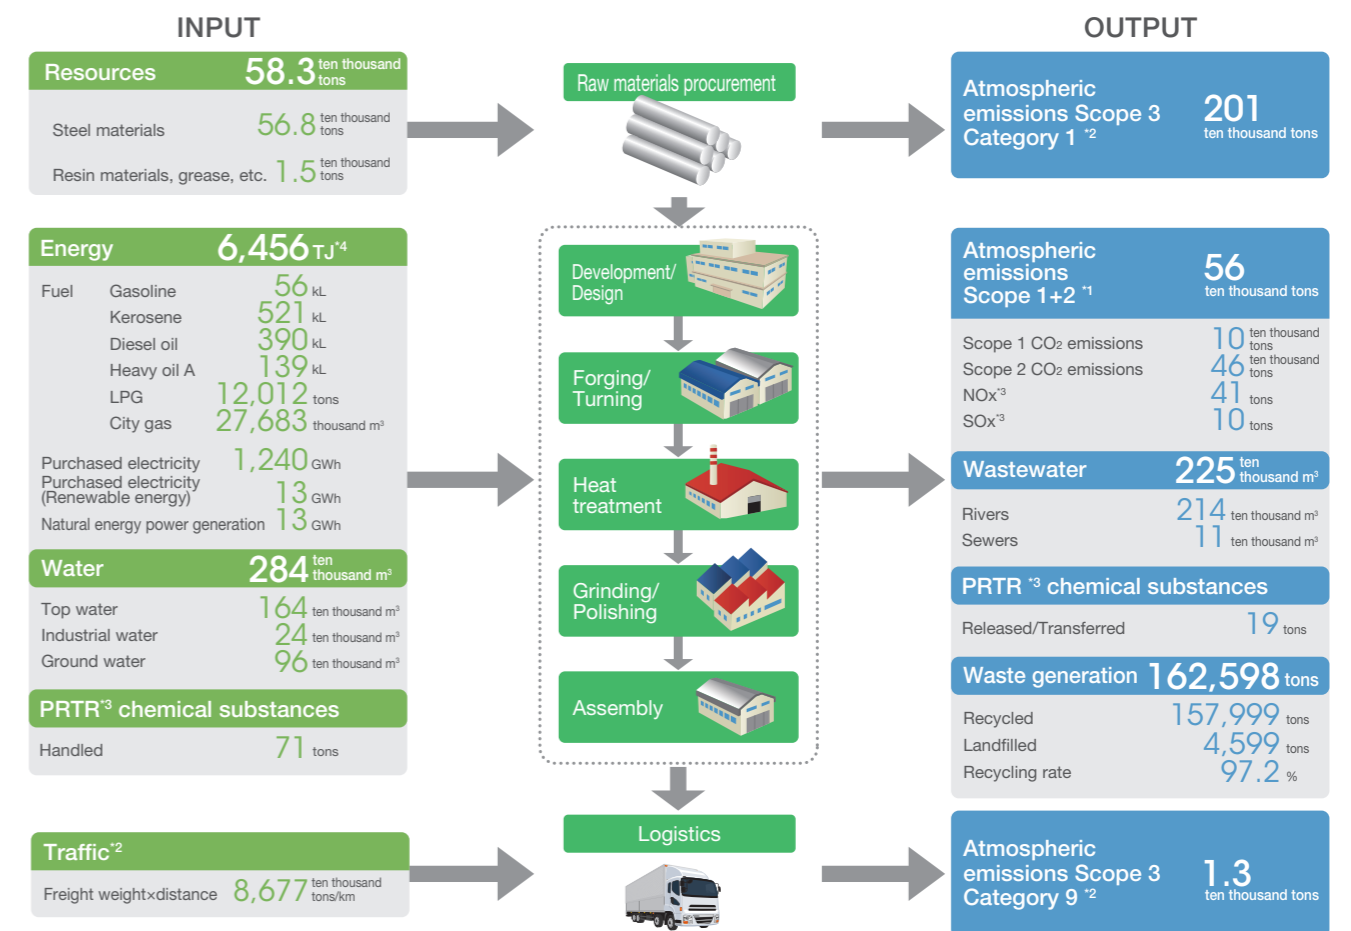 INPUT
OUTPUT
Resources 58.3 ten thousand tons
Steel materials 56.8 ten thousand tons
Resin materials, grease, etc. 1.5 ten thousand tons
Raw materials procurement
Atmospheric
emissions Scope 3
Category 1 *2
201
ten thousand tons
Energy 6,456 TJ*4
Fuel Gasoline 56 kL
Kerosene 521 kL
Diesel oil 390 kL
Heavy oil A 139 kL
LPG 12,012 tons
City gas 27,683 thousand m³
Purchased electricity 1,240 GWh
Purchased electricity
(Renewable energy) 13 GWh
Natural energy power generation 13 GWh
Water 284 ten thousand m³
Top water 164 ten thousand m³
Industrial water 24 ten thousand m³
Ground water 96 ten thousand m³
PRTR*3 chemical substances
Handled 71 tons
Development/
Design
Forging/
Turning
Heat
treatment
Grinding/
Polishing
Assembly
Atmospheric
emissions
Scope 1+2 *1
56
ten thousand tons
Scope 1 CO2 emissions 10 ten thousand tons
Scope 2 CO2 emissions 46 ten thousand tons
NOx*3 41 tons
SOx*3 10 tons
Wastewater 225 ten thousand m³
Rivers 214 ten thousand m³
Sewers 11 ten thousand m³
PRTR *3 chemical substances
Released/Transferred 19 tons
Waste generation 162,598 tons
Recycled 157,999 tons
Landfilled 4,599 tons
Recycling rate 97.2 %
Traffic*2
Freight weight×distance 8,677 ten thousand tons/km
Logistics
Atmospheric
emissions Scope 3
Category 9 *2
1.3
ten thousand tons